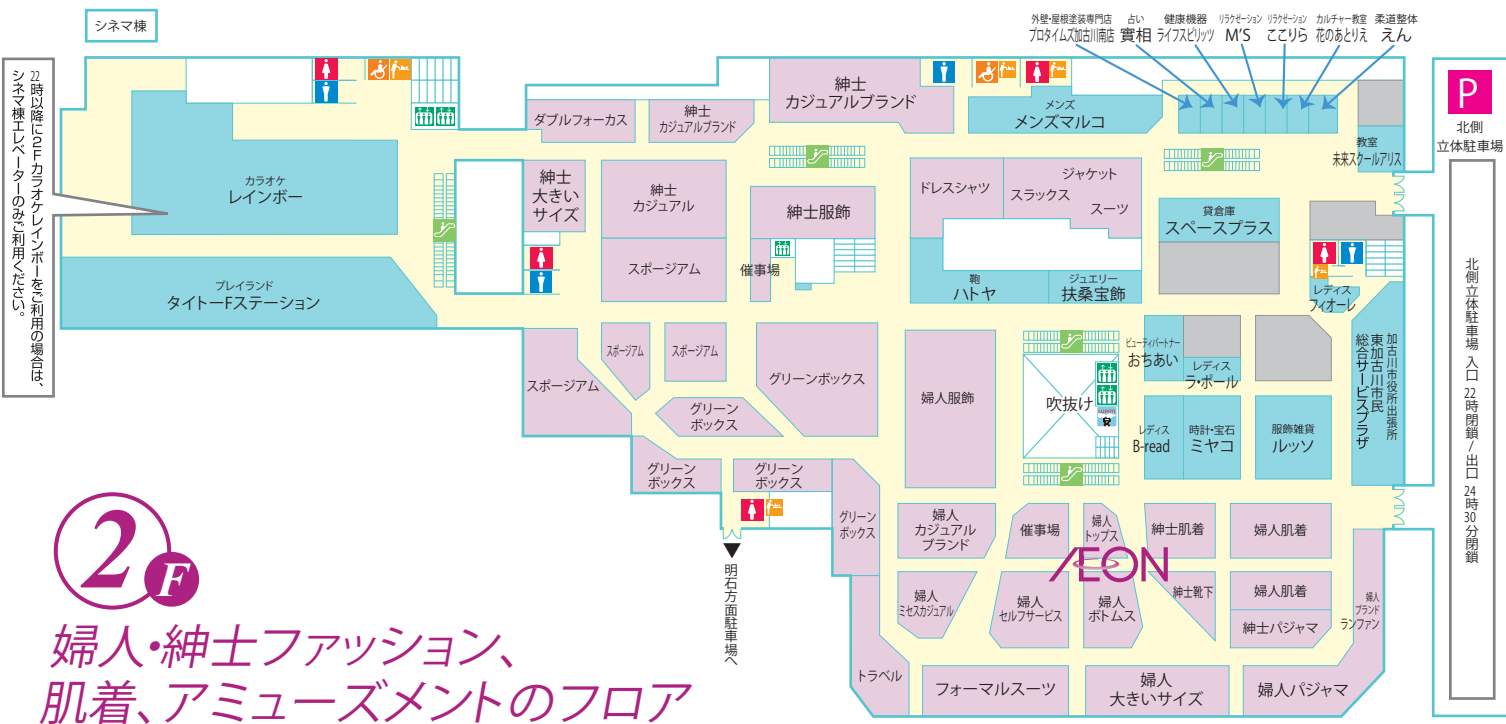 シネマ棟
22時以降に2Fカラオケレインボーをご利用の場合は、
シネマ棟エレベーターのみご利用ください。
外壁・屋根塗装専門店
プロタイムズ加古川南店
占い
實相
健康機器
ライフスピリッツ
リラクゼーション
M'S
リラクゼーション
ここりら
カルチャー教室
花のあとりえ
柔道整体
えん
P
北側
立体駐車場
北側立体駐車場 入口 22時閉鎖/出口 24時30分閉鎖
カラオケ
レインボー
プレイランド
タイトーFステーション
ダブルフォーカス
紳士
カジュアルブランド
紳士
カジュアルブランド
メンズ
メンズマルコ
教室
未来スクールアリス
紳士
大きい
サイズ
紳士
カジュアル
スポージアム
紳士服飾
催事場
ドレスシャツ
スラックス
ジャケット
スーツ
鞄
ハトヤ
ジュエリー
扶桑宝飾
貸倉庫
スペースプラス
レディス
フィオーレ
スポージアム
スポージアム
スポージアム
グリーンボックス
グリーン
ボックス
グリーン
ボックス
グリーン
ボックス
グリーン
ボックス
婦人服飾
吹抜け
ビューティパートナー
おちあい
レディス
ラ・ポール
レディス
B-read
時計・宝石
ミヤコ
服飾雑貨
ルッソ
加古川市役所出張所
東加古川市民
総合サービスプラザ
明石方面駐車場へ
婦人
カジュアル
ブランド
催事場
婦人
トップス
紳士肌着
婦人肌着
AEON
婦人
ミセスカジュアル
婦人
セルフサービス
婦人
ボトムス
紳士靴下
婦人肌着
紳士パジャマ
婦人
ブランド
ランファン
トラベル
フォーマルスーツ
婦人
大きいサイズ
婦人パジャマ
2F
婦人・紳士ファッション、
肌着、アミューズメントのフロア